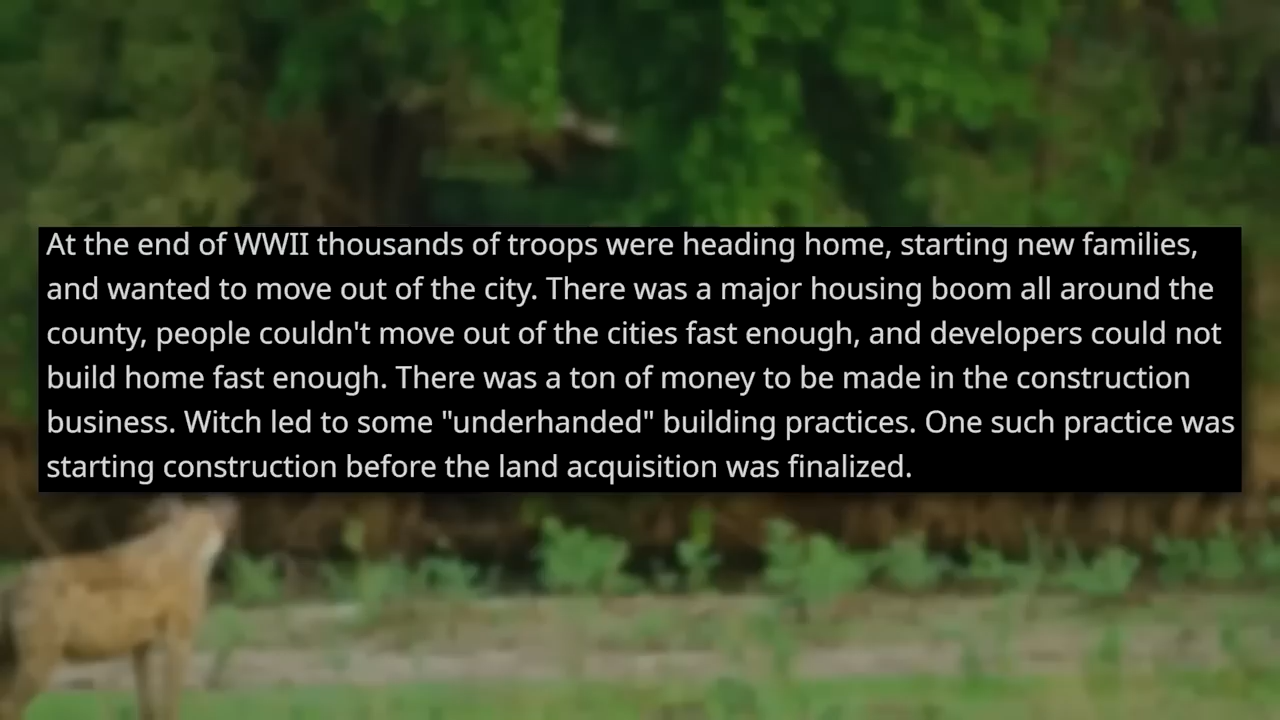 At the end of WWII thousands of troops were heading home, starting new families,
and wanted to move out of the city. There was a major housing boom all around the
county, people couldn't move out of the cities fast enough, and developers could not
build home fast enough. There was a ton of money to be made in the construction
business. Witch led to some "underhanded" building practices. One such practice was
starting construction before the land acquisition was finalized.